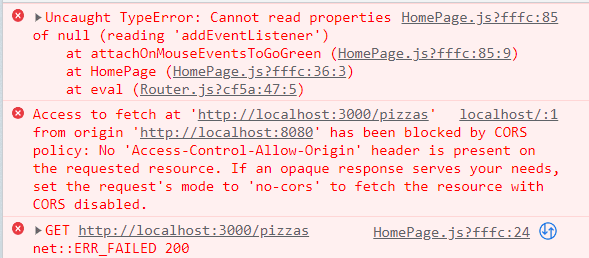 Uncaught TypeError: Cannot read properties HomePage.js?fffc:85
of null (reading 'addEventListener')
at attachOnMouseEventsToGoGreen (HomePage.js?fffc:85:9)
at HomePage (HomePage.js?fffc:36:3)
at eval (Router.js?cf5a:47:5)
Access to fetch at 'http://localhost:3000/pizzas' localhost/:1
from origin 'http://localhost:8080' has been blocked by CORS
policy: No 'Access-Control-Allow-Origin' header is present on
the requested resource. If an opaque response serves your needs,
set the request's mode to 'no-cors' to fetch the resource with
CORS disabled.
GET http://localhost:3000/pizzas HomePage.js?fffc:24
net::ERR_FAILED 200